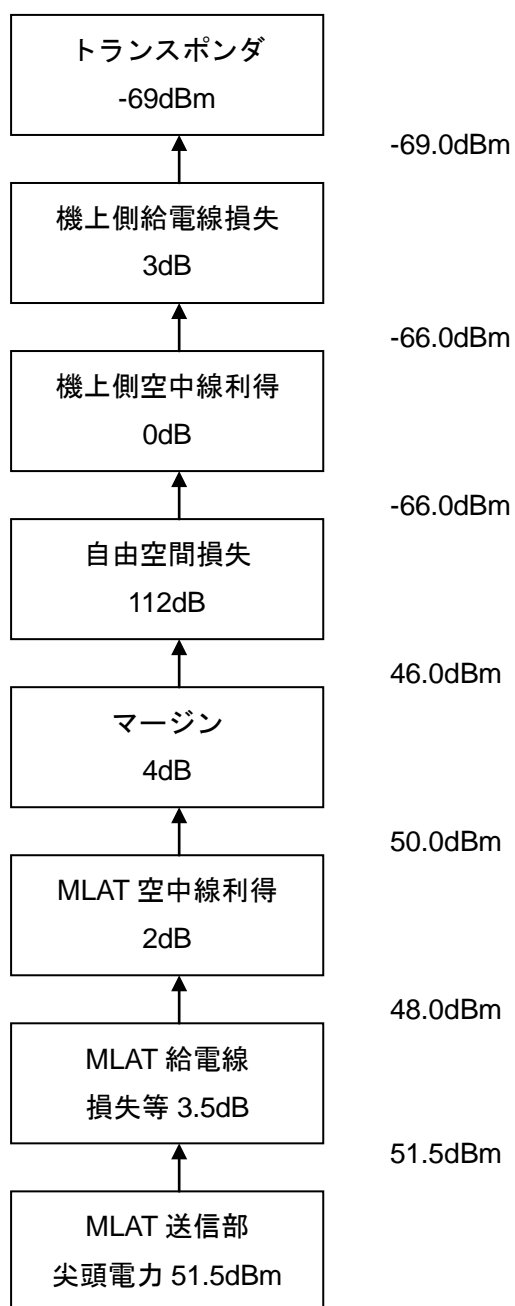 トランスポンダ
-69dBm
-69.0dBm
機上側給電線損失
3dB
-66.0dBm
機上側空中線利得
0dB
-66.0dBm
自由空間損失
112dB
46.0dBm
マージン
4dB
50.0dBm
MLAT 空中線利得
2dB
48.0dBm
MLAT 給電線
損失等 3.5dB
51.5dBm
MLAT 送信部
尖頭電力 51.5dBm